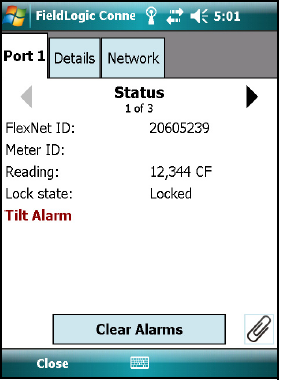 FieldLogic Conne 5:01
Port 1 Details Network
Status
1 of 3
FlexNet ID: 20605239
Meter ID:
Reading: 12,344 CF
Lock state: Locked
Tilt Alarm
Clear Alarms
Close